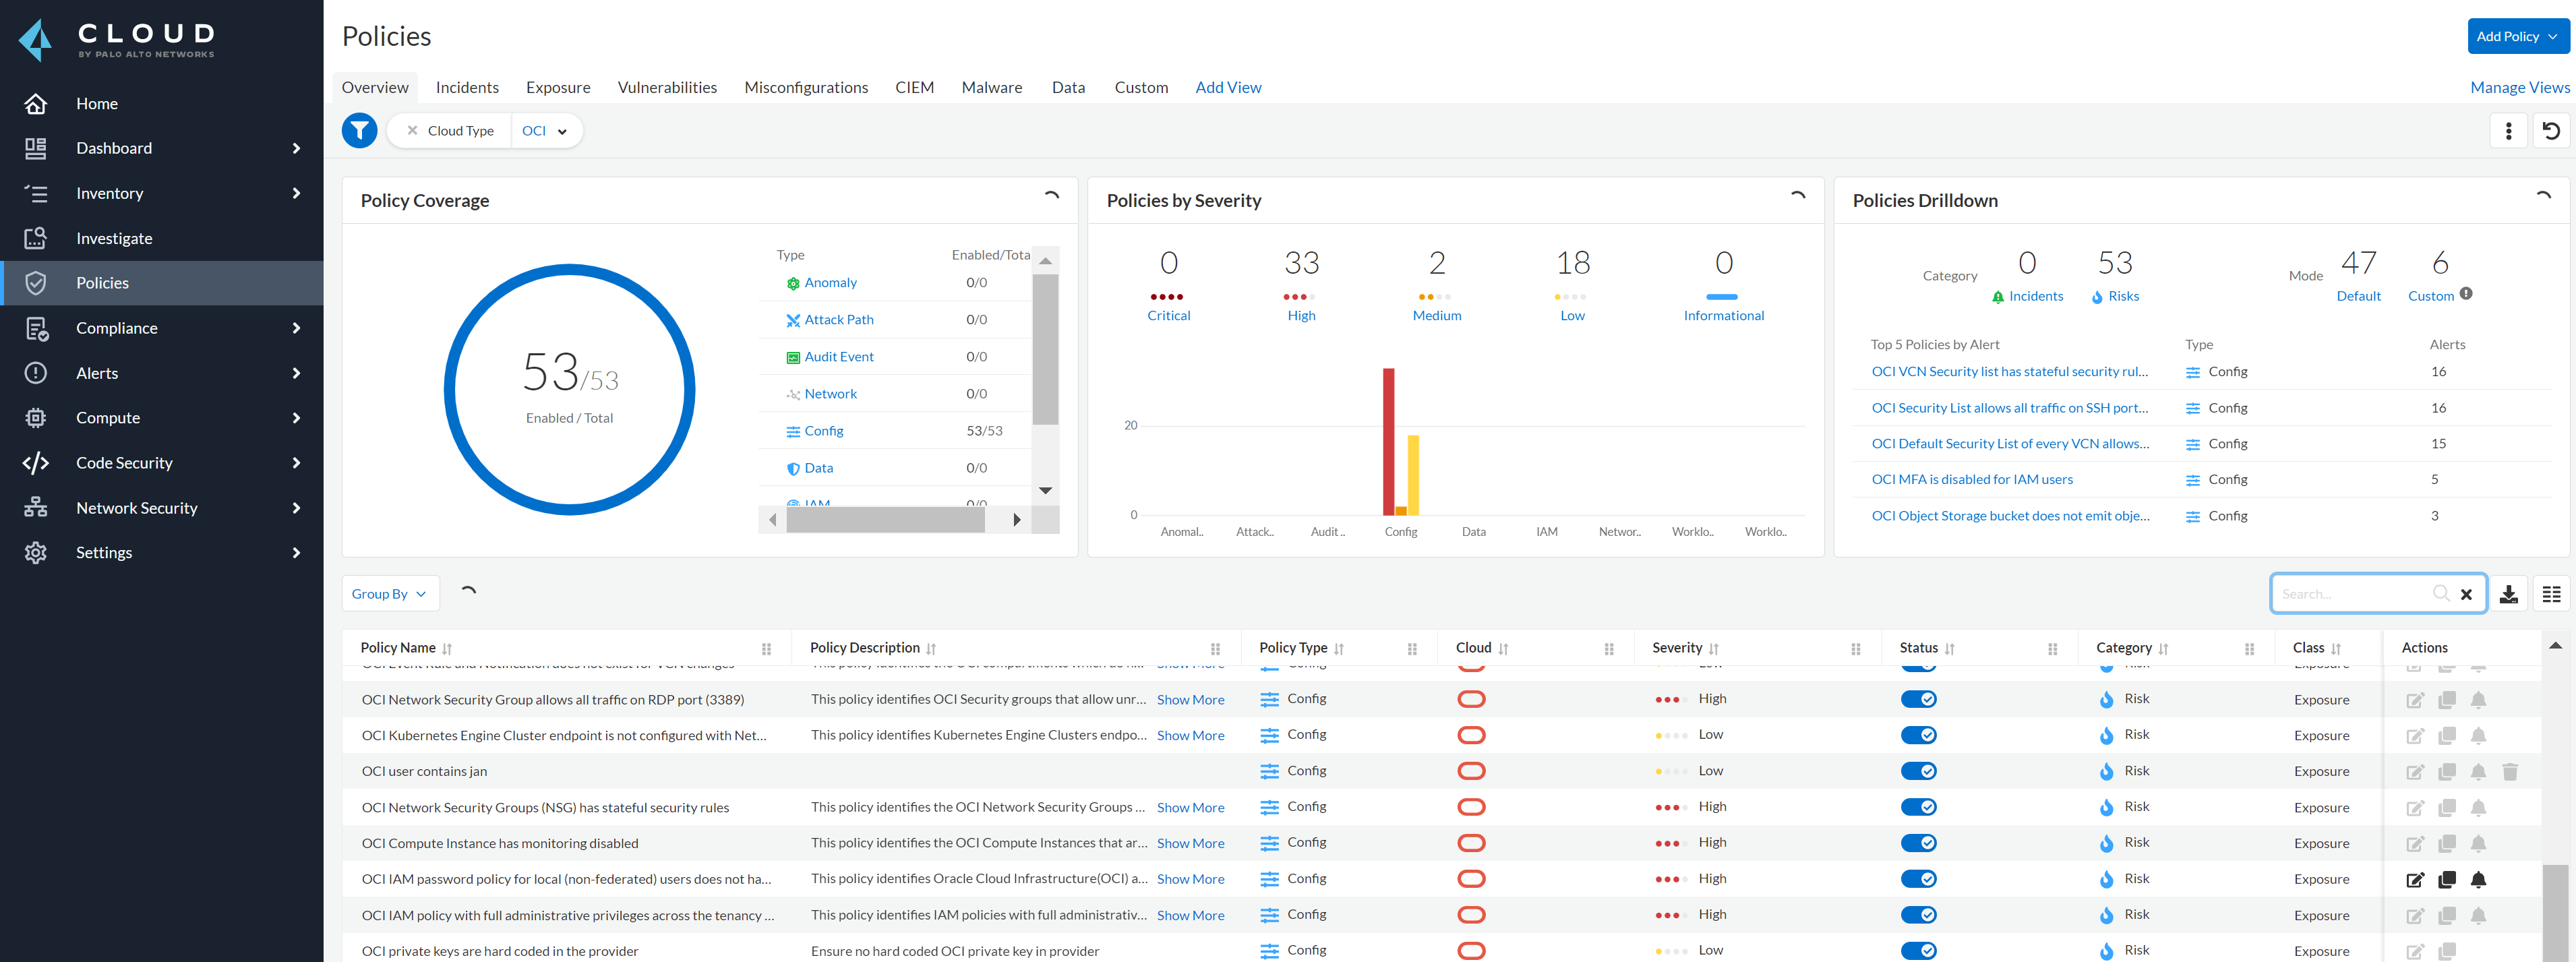 CLOUD
BY PALO ALTO NETWORKS
Home
Dashboard
Inventory
Investigate
Policies
Compliance
Alerts
Compute
Code Security
Network Security
Settings
Policies
Add Policy
Overview Incidents Exposure Vulnerabilities Misconfigurations CIEM Malware Data Custom Add View Manage Views
Cloud Type OCI
Policy Coverage
53/53
Enabled / Total
Type Enabled/Tota
Anomaly 0/0
Attack Path 0/0
Audit Event 0/0
Network 0/0
Config 53/53
Data 0/0
IAM 0/0
Policies by Severity
0 33 2 18 0
Critical High Medium Low Informational
20
0
Anomal.. Attack.. Audit .. Config Data IAM Networ.. Worklo.. Worklo..
Policies Drilldown
Category 0 Incidents 53 Risks Mode 47 Default 6 Custom
Top 5 Policies by Alert Type Alerts
OCI VCN Security list has stateful security rul... Config 16
OCI Security List allows all traffic on SSH port... Config 16
OCI Default Security List of every VCN allows... Config 15
OCI MFA is disabled for IAM users Config 5
OCI Object Storage bucket does not emit obje... Config 3
Group By
Search...
Policy Name Policy Description Policy Type Cloud Severity Status Category Class Actions
OCI Event Rule and Notification does not exist for VCN changes Show More Config Low Risk Exposure
OCI Network Security Group allows all traffic on RDP port (3389) This policy identifies OCI Security groups that allow unr... Show More Config High Risk Exposure
OCI Kubernetes Engine Cluster endpoint is not configured with Net... This policy identifies Kubernetes Engine Clusters endpo... Show More Config Low Risk Exposure
OCI user contains jan Config Low Risk Exposure
OCI Network Security Groups (NSG) has stateful security rules This policy identifies the OCI Network Security Groups ... Show More Config High Risk Exposure
OCI Compute Instance has monitoring disabled This policy identifies the OCI Compute Instances that ar... Show More Config High Risk Exposure
OCI IAM password policy for local (non-federated) users does not ha... This policy identifies Oracle Cloud Infrastructure(OCI) a... Show More Config High Risk Exposure
OCI IAM policy with full administrative privileges across the tenancy ... This policy identifies IAM policies with full administrativ... Show More Config High Risk Exposure
OCI private keys are hard coded in the provider Ensure no hard coded OCI private key in provider Config Low Risk Exposure